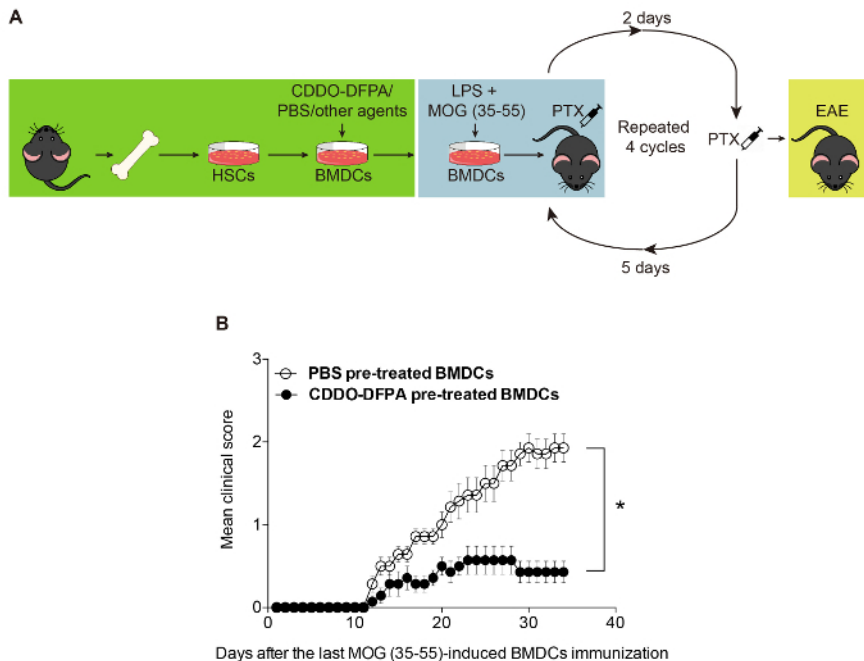 A
2 days
CDDO-DFPA/
PBS/other agents
LPS +
MOG (35-55)
PTX
Repeated
4 cycles
PTX
EAE
HSCs
BMDCs
BMDCs
5 days
B
3
2
1
0
PBS pre-treated BMDCs
CDDO-DFPA pre-treated BMDCs
*
Mean clinical score
0
10
20
30
40
Days after the last MOG (35-55)-induced BMDCs immunization